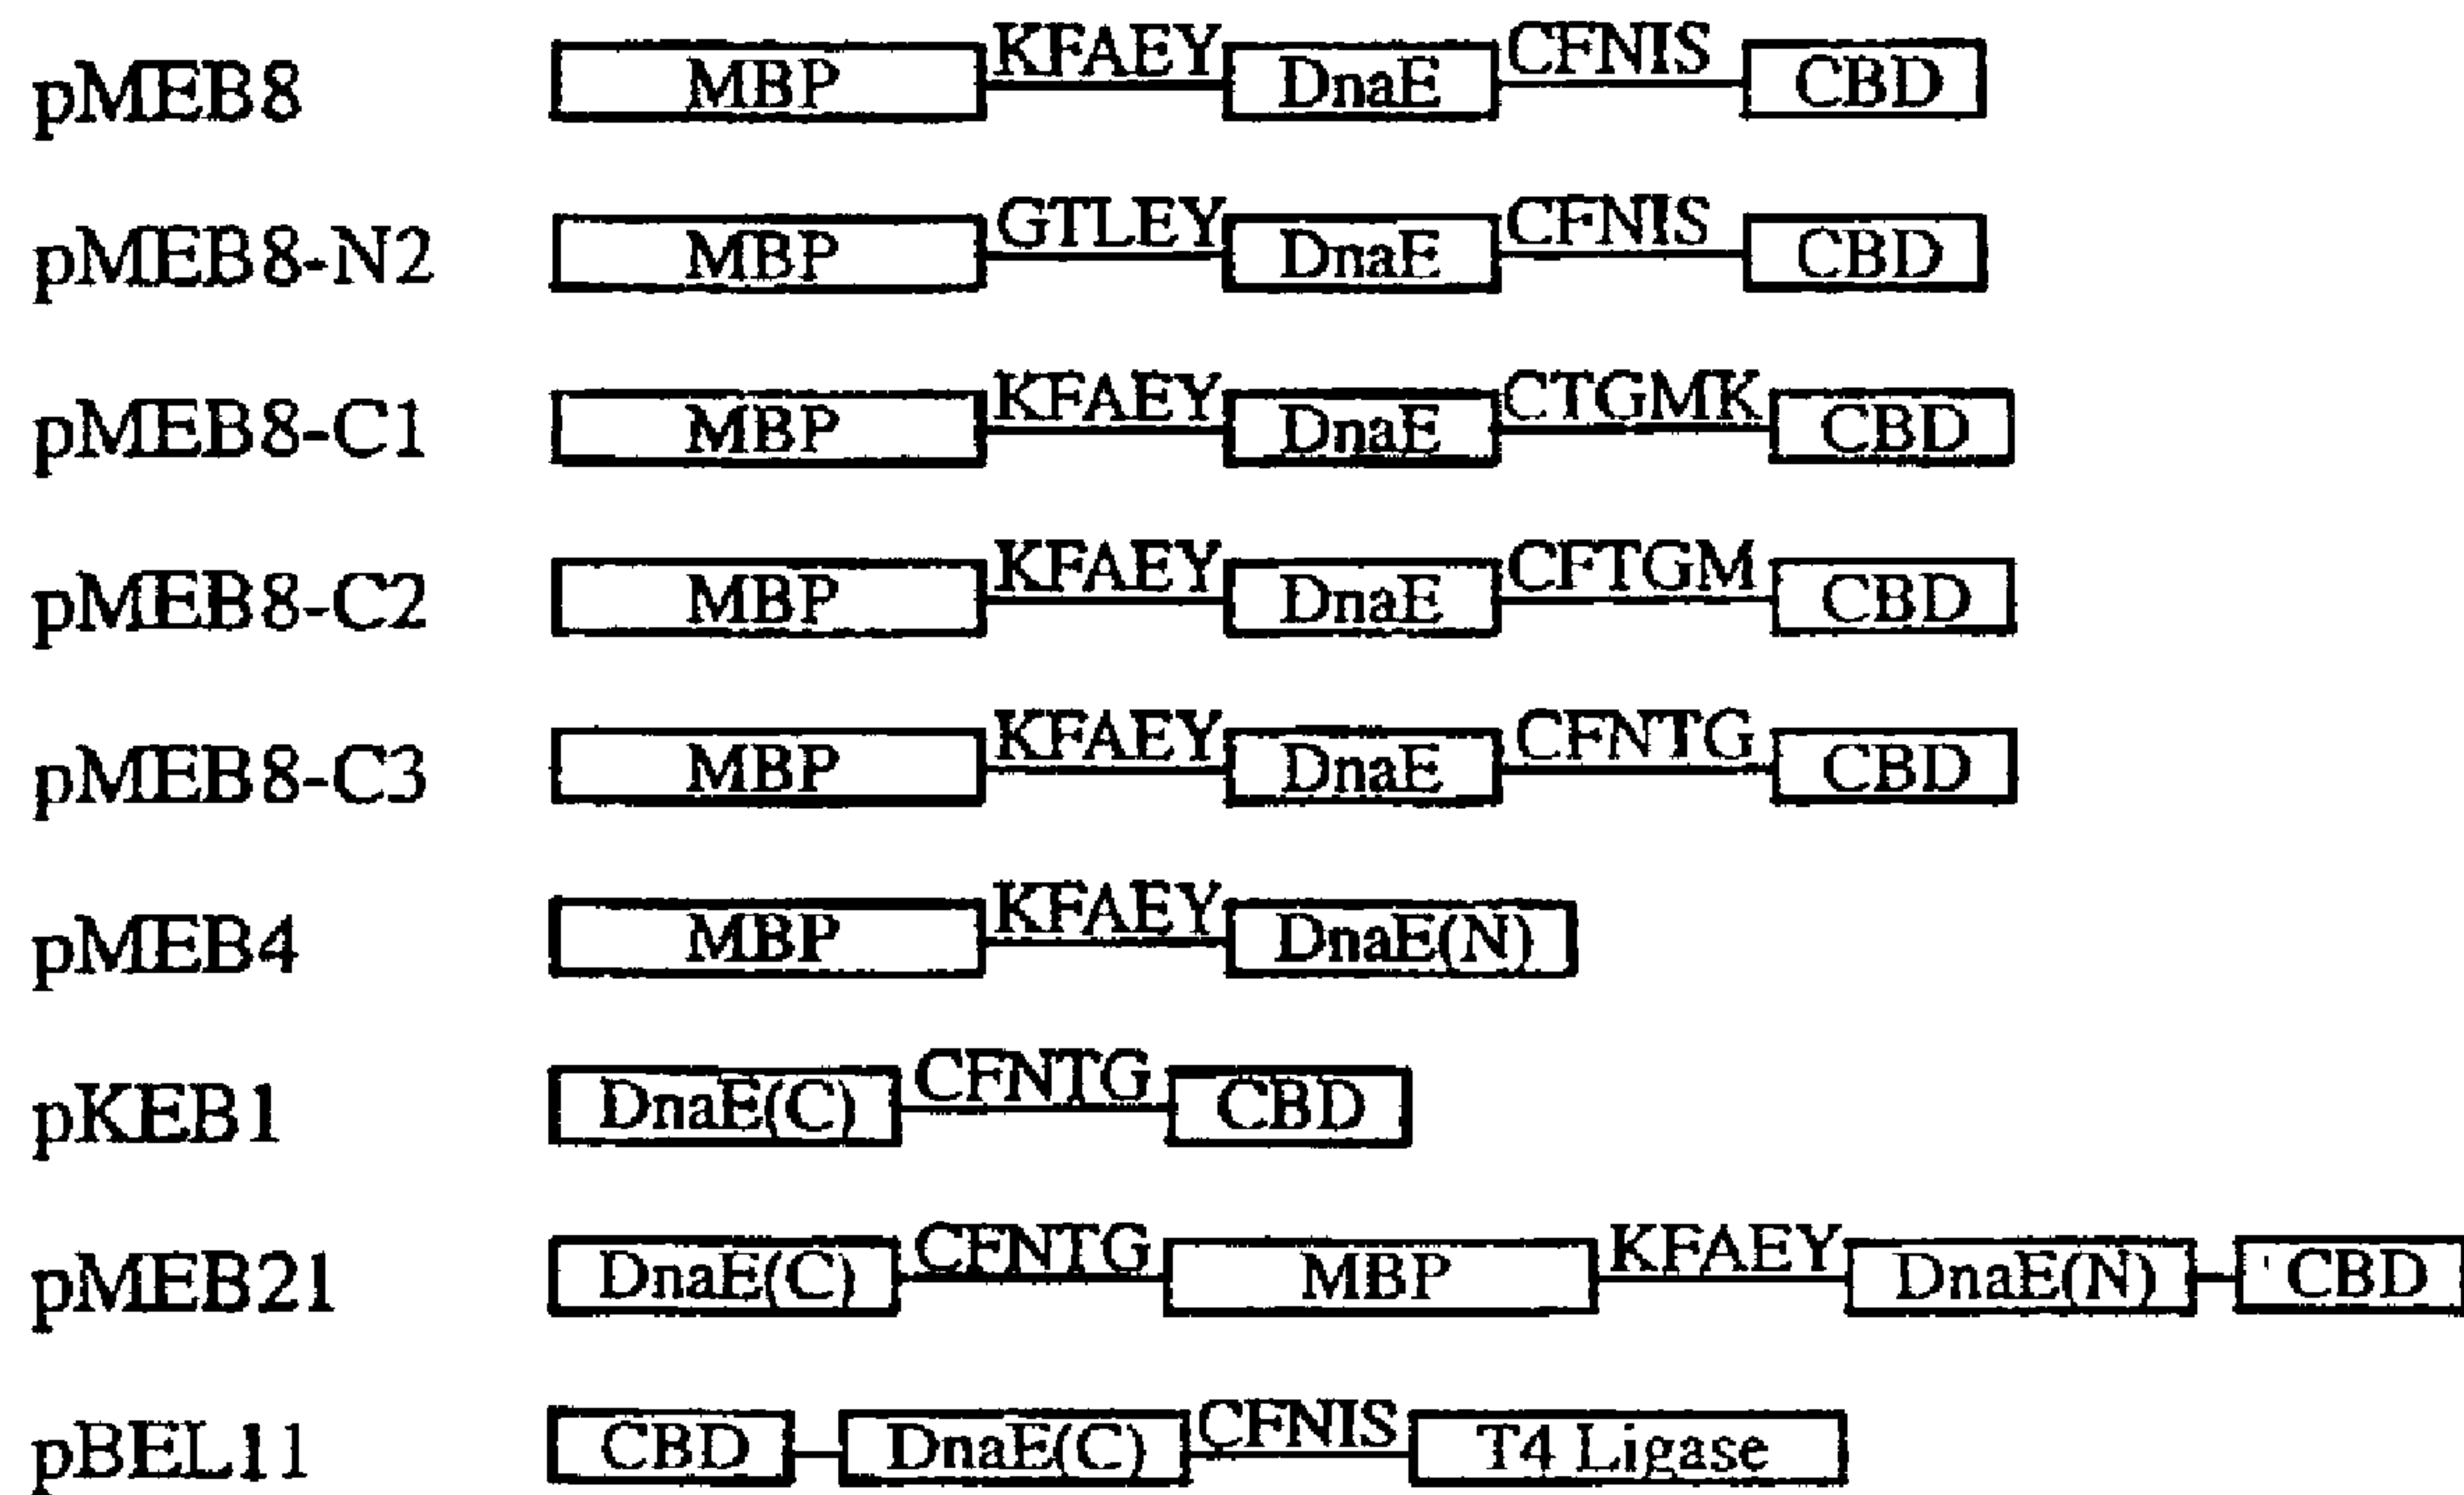 pMEB8 MBP KFAEY DnaE CFNIS CBD
pMEB8-N2 MBP GTLEY DnaE CFNIS CBD
pMEB8-C1 MBP KFAEY DnaE CTGMK CBD
pMEB8-C2 MBP KFAEY DnaE CFTGM CBD
pMEB8-C3 MBP KFAEY DnaE CFNTG CBD
pMEB4 MBP KFAEY DnaE(N)
pKEB1 DnaE(C) CFNTG CBD
pMEB21 DnaE(C) CFNTG MBP KFAEY DnaE(N) CBD
pBEL11 CBD DnaE(C) CFNIS T4 Ligase